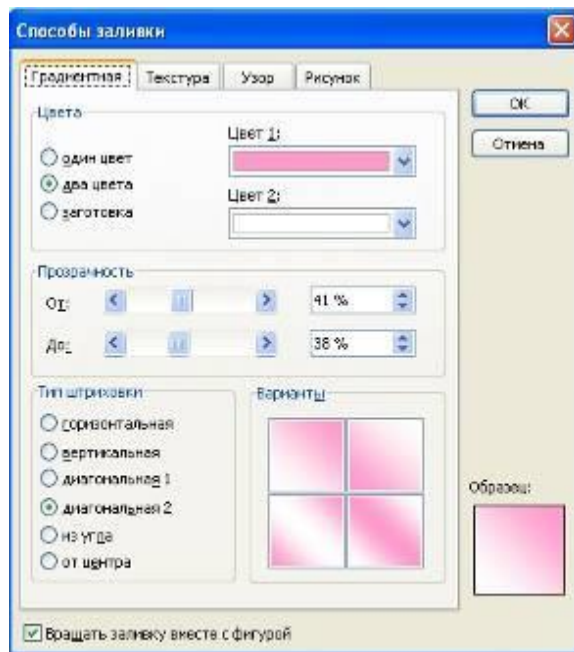 Способы заливки
Градиентная Текстура Узор Рисунок
ОК
Отмена
Цвета
один цвет
два цвета
заготовка
Цвет 1:
Цвет 2:
Прозрачность
От: 41 %
До: 38 %
Тип штриховки
горизонтальная
вертикальная
диагональная 1
диагональная 2
из угла
от центра
Варианты
Образец:
Вращать заливку вместе с фигурой